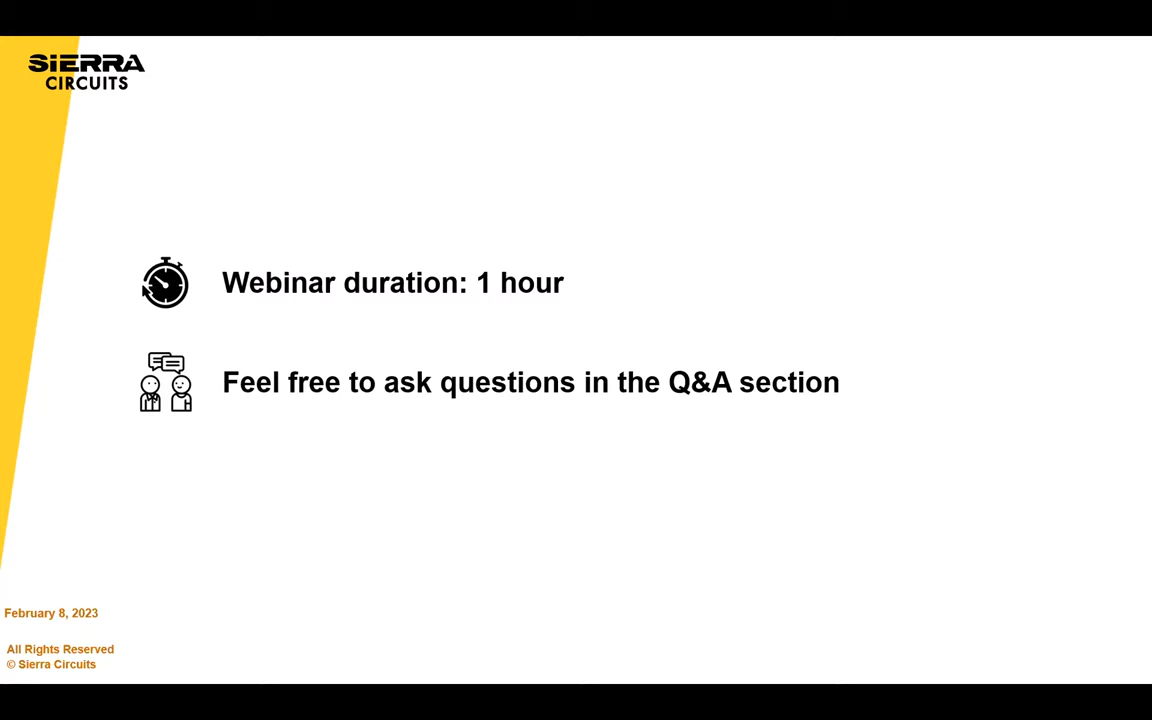 SIERRA
CIRCUITS
Webinar duration: 1 hour
Feel free to ask questions in the Q&A section
February 8, 2023
All Rights Reserved
© Sierra Circuits